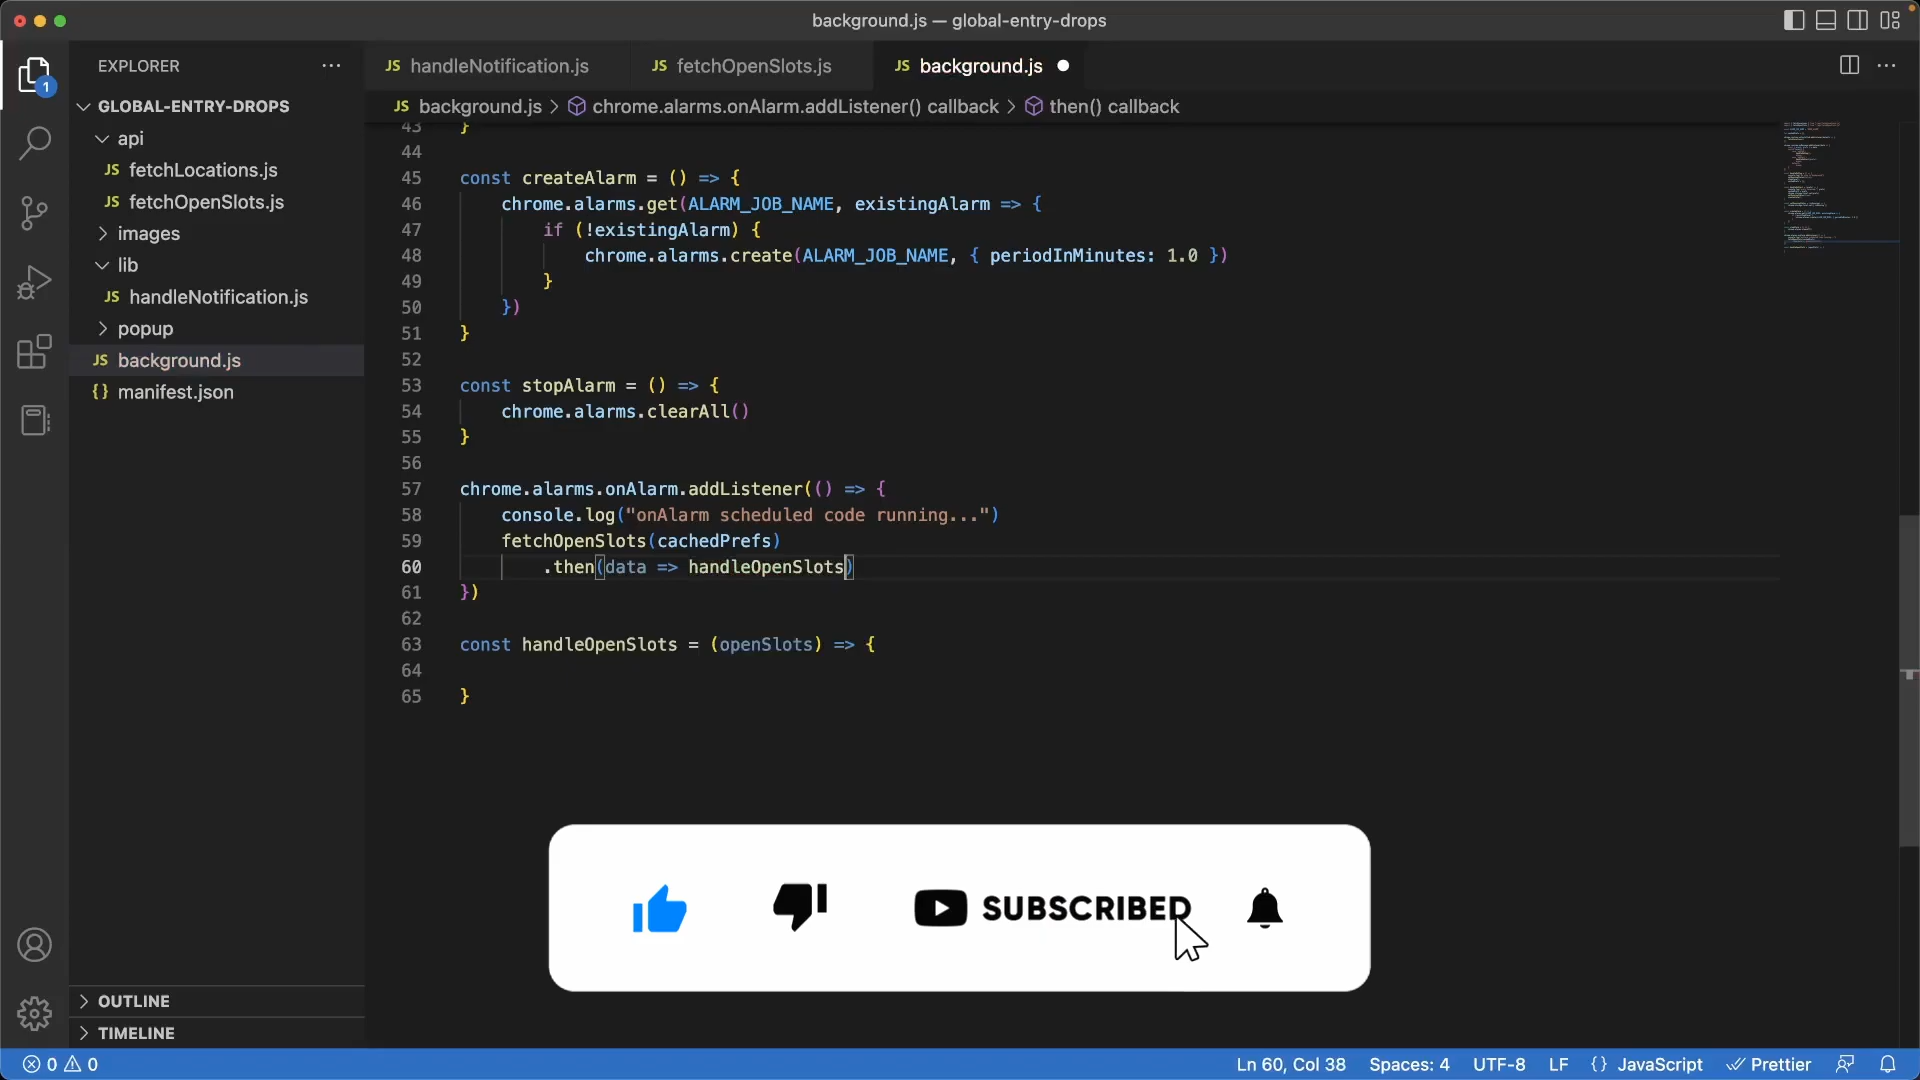 background.js — global-entry-drops
EXPLORER
JS handleNotification.js
JS fetchOpenSlots.js
JS background.js
1
JS background.js > chrome.alarms.onAlarm.addListener() callback > then() callback
GLOBAL-ENTRY-DROPS
api
JS fetchLocations.js
JS fetchOpenSlots.js
images
lib
JS handleNotification.js
popup
JS background.js
{} manifest.json
OUTLINE
TIMELINE
43 }
44
45 const createAlarm = () => {
46 chrome.alarms.get(ALARM_JOB_NAME, existingAlarm => {
47 if (!existingAlarm) {
48 chrome.alarms.create(ALARM_JOB_NAME, { periodInMinutes: 1.0 })
49 }
50 })
51 }
52
53 const stopAlarm = () => {
54 chrome.alarms.clearAll()
55 }
56
57 chrome.alarms.onAlarm.addListener(() => {
58 console.log("onAlarm scheduled code running...")
59 fetchOpenSlots(cachedPrefs)
60 .then(data => handleOpenSlots)
61 })
62
63 const handleOpenSlots = (openSlots) => {
64
65 }
SUBSCRIBED
0 0
Ln 60, Col 38
Spaces: 4
UTF-8
LF
{} JavaScript
Prettier